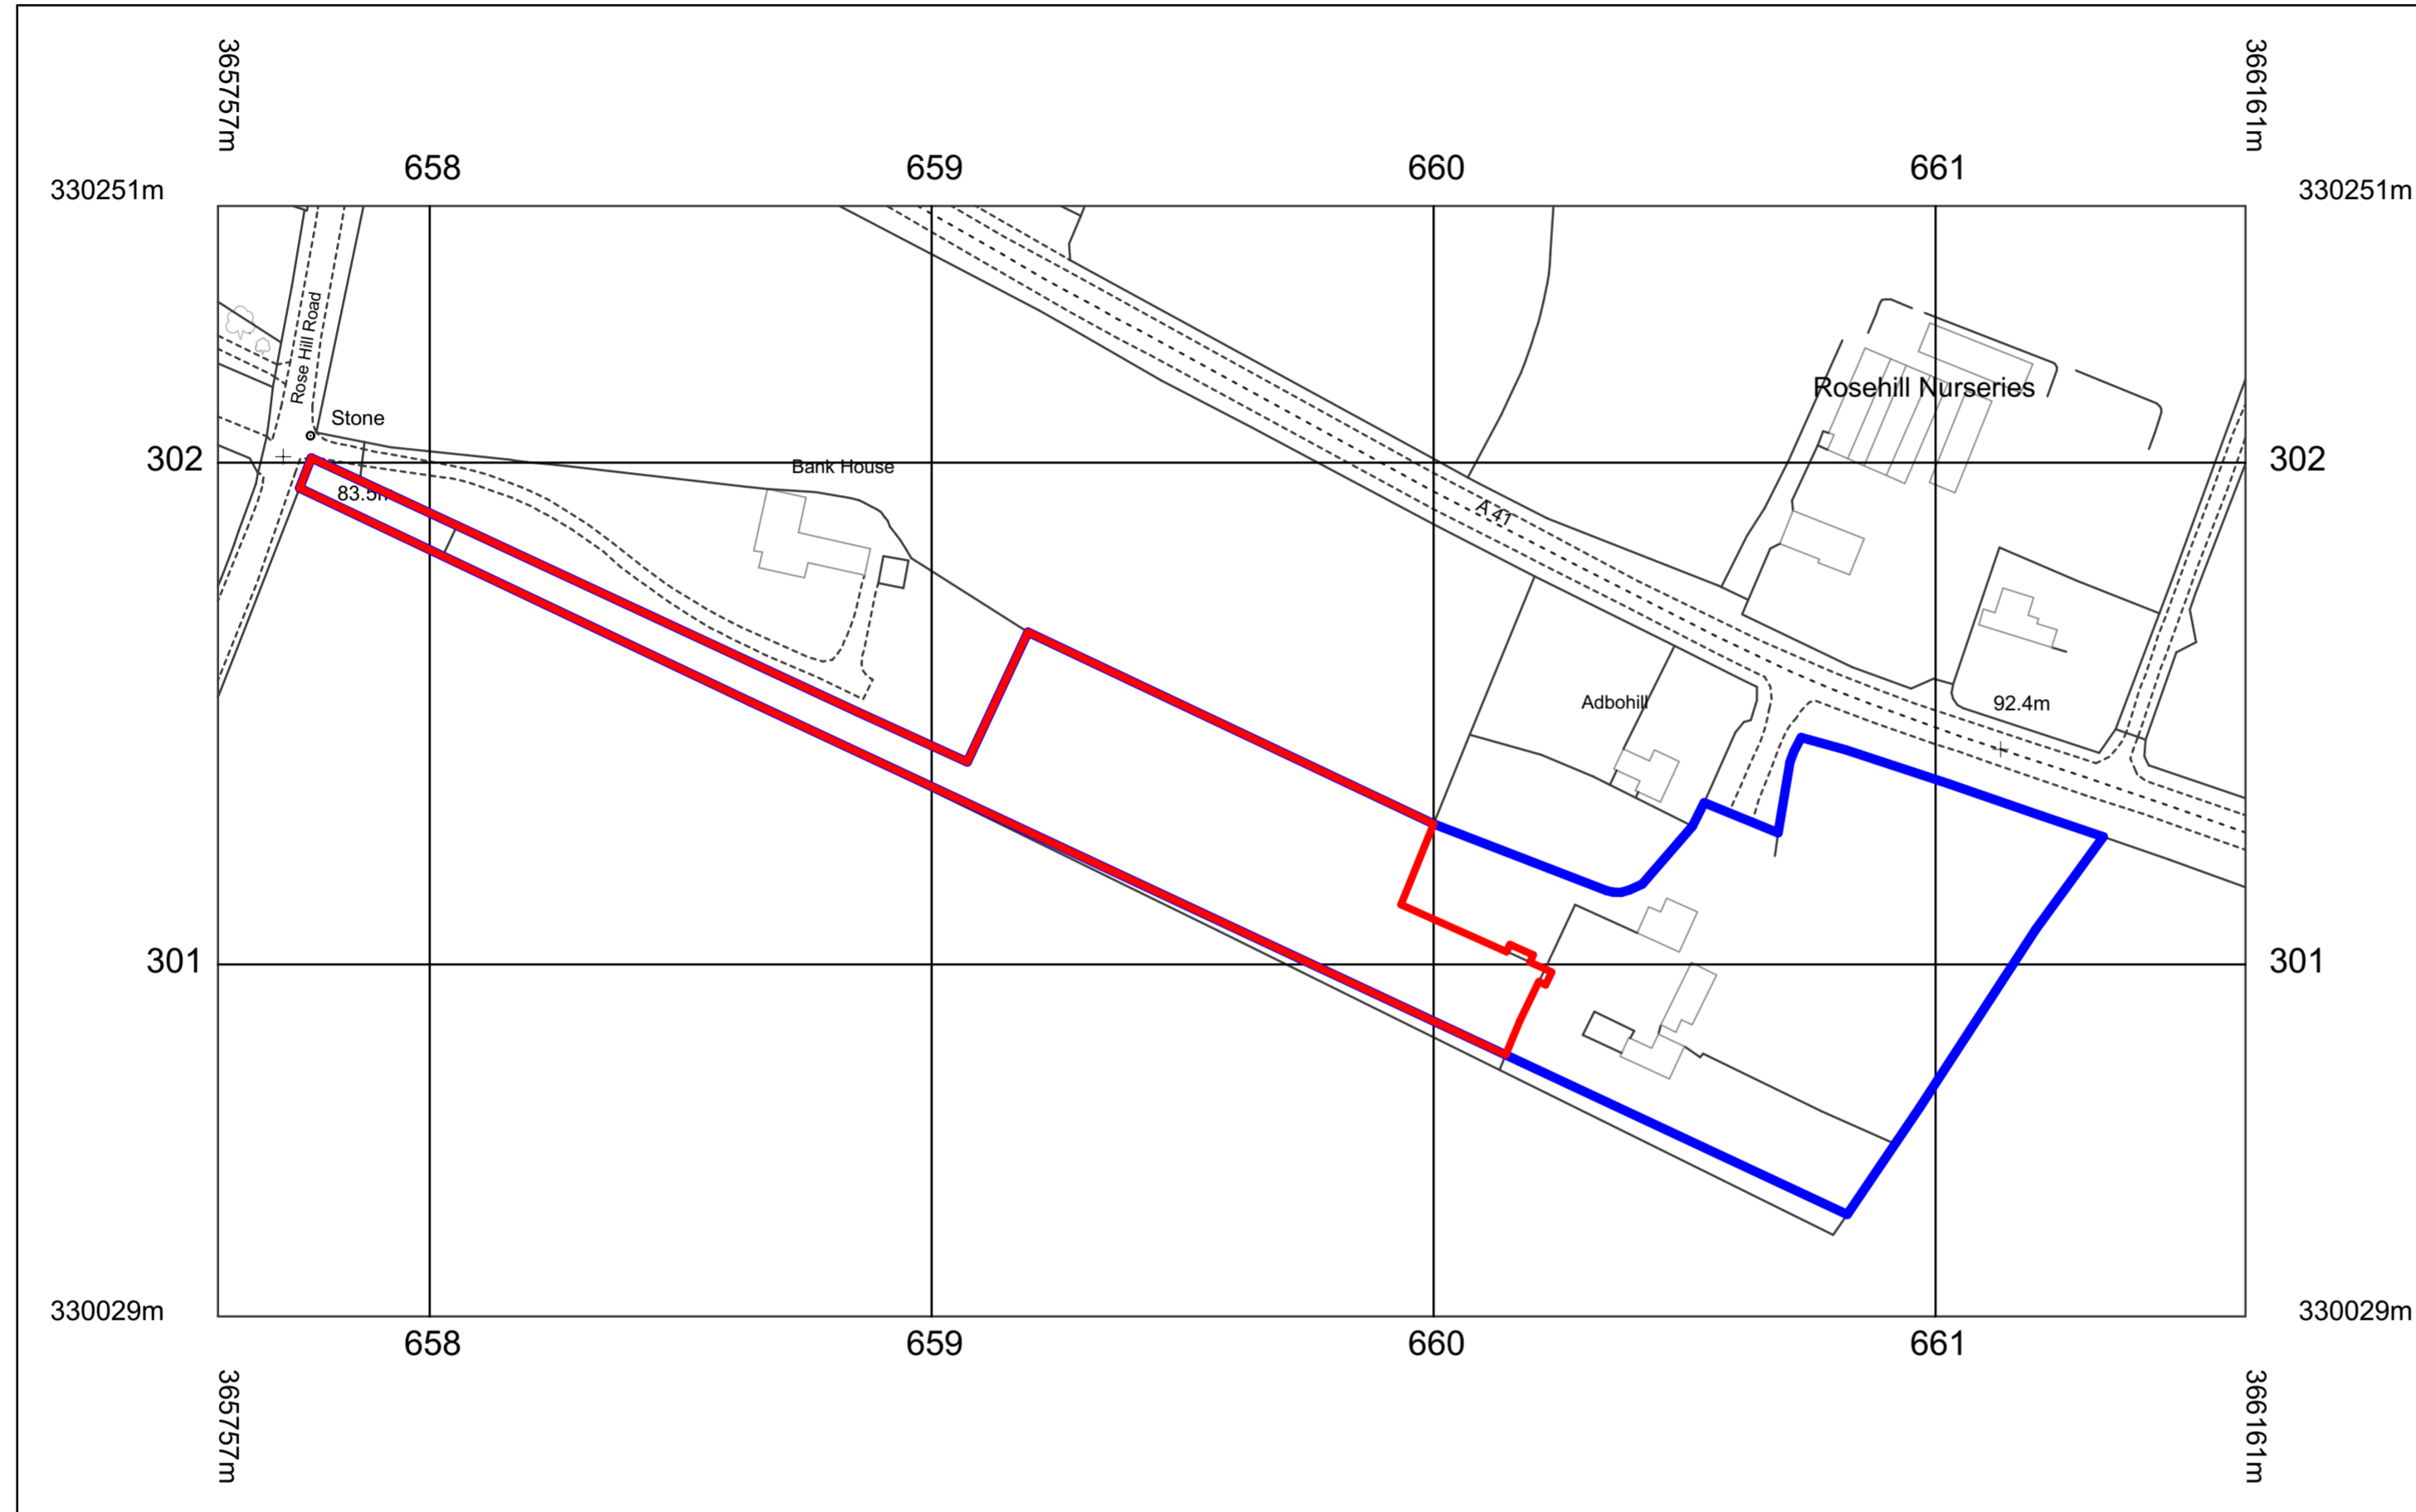 365757m
366161m
658
659
660
661
330251m
330251m
Rose Hill Road
Rosehill Nurseries
Stone
302
Bank House
302
83.5m
A 41
Adbohill
92.4m
301
301
330029m
330029m
658
659
660
661
365757m
366161m